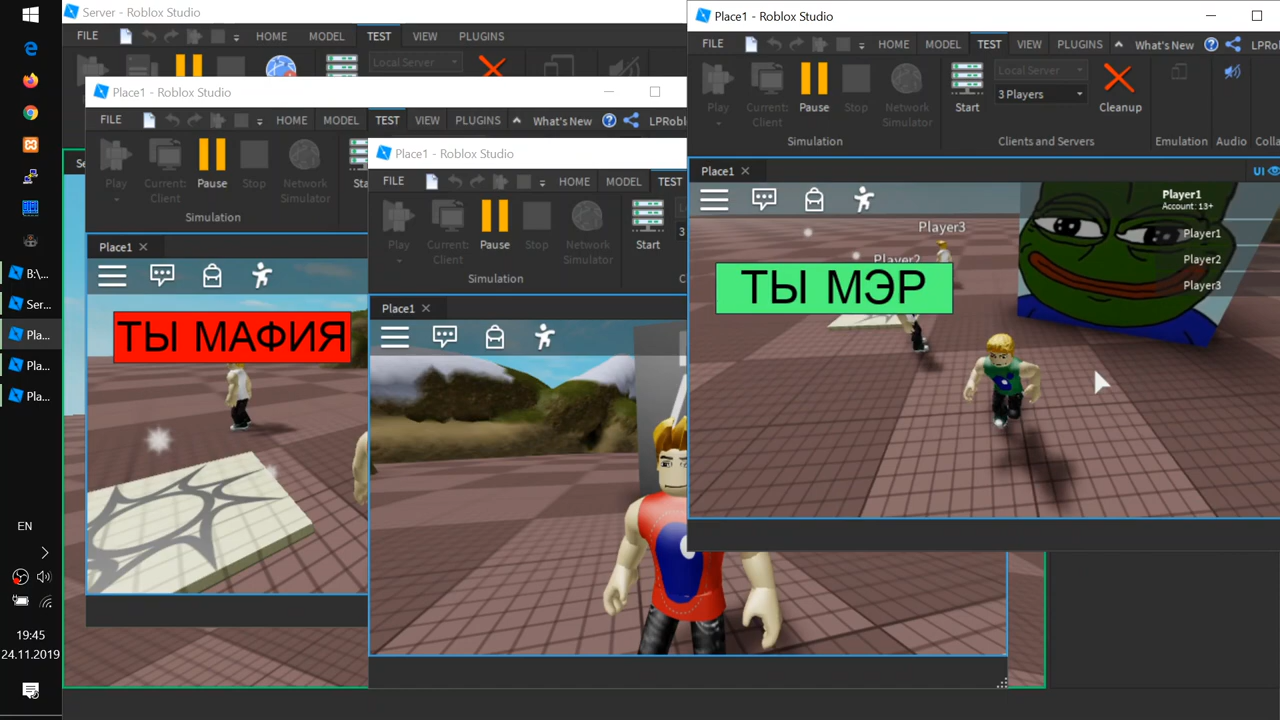 Server - Roblox Studio
FILE HOME MODEL TEST VIEW PLUGINS
Local Server
Place1 - Roblox Studio
FILE HOME MODEL TEST VIEW PLUGINS What's New LPRobl
Play Current: Client Pause Stop Network Simulator Sta
Simulation
Place1
ТЫ МАФИЯ
Place1 - Roblox Studio
FILE HOME MODEL TEST
Play Current: Client Pause Stop Network Simulator Start 3
Simulation C
Place1
Place1 - Roblox Studio
FILE HOME MODEL TEST VIEW PLUGINS What's New LPRo
Local Server
3 Players
Play Current: Client Pause Stop Network Simulator Start Cleanup
Simulation Clients and Servers Emulation Audio Colla
Place1 UI
Player1
Account: 13+
Player1
Player2
Player3
Player3
Player2
ТЫ МЭР
B:\...
Ser...
Pla...
Pla...
Pla...
EN
19:45
24.11.2019